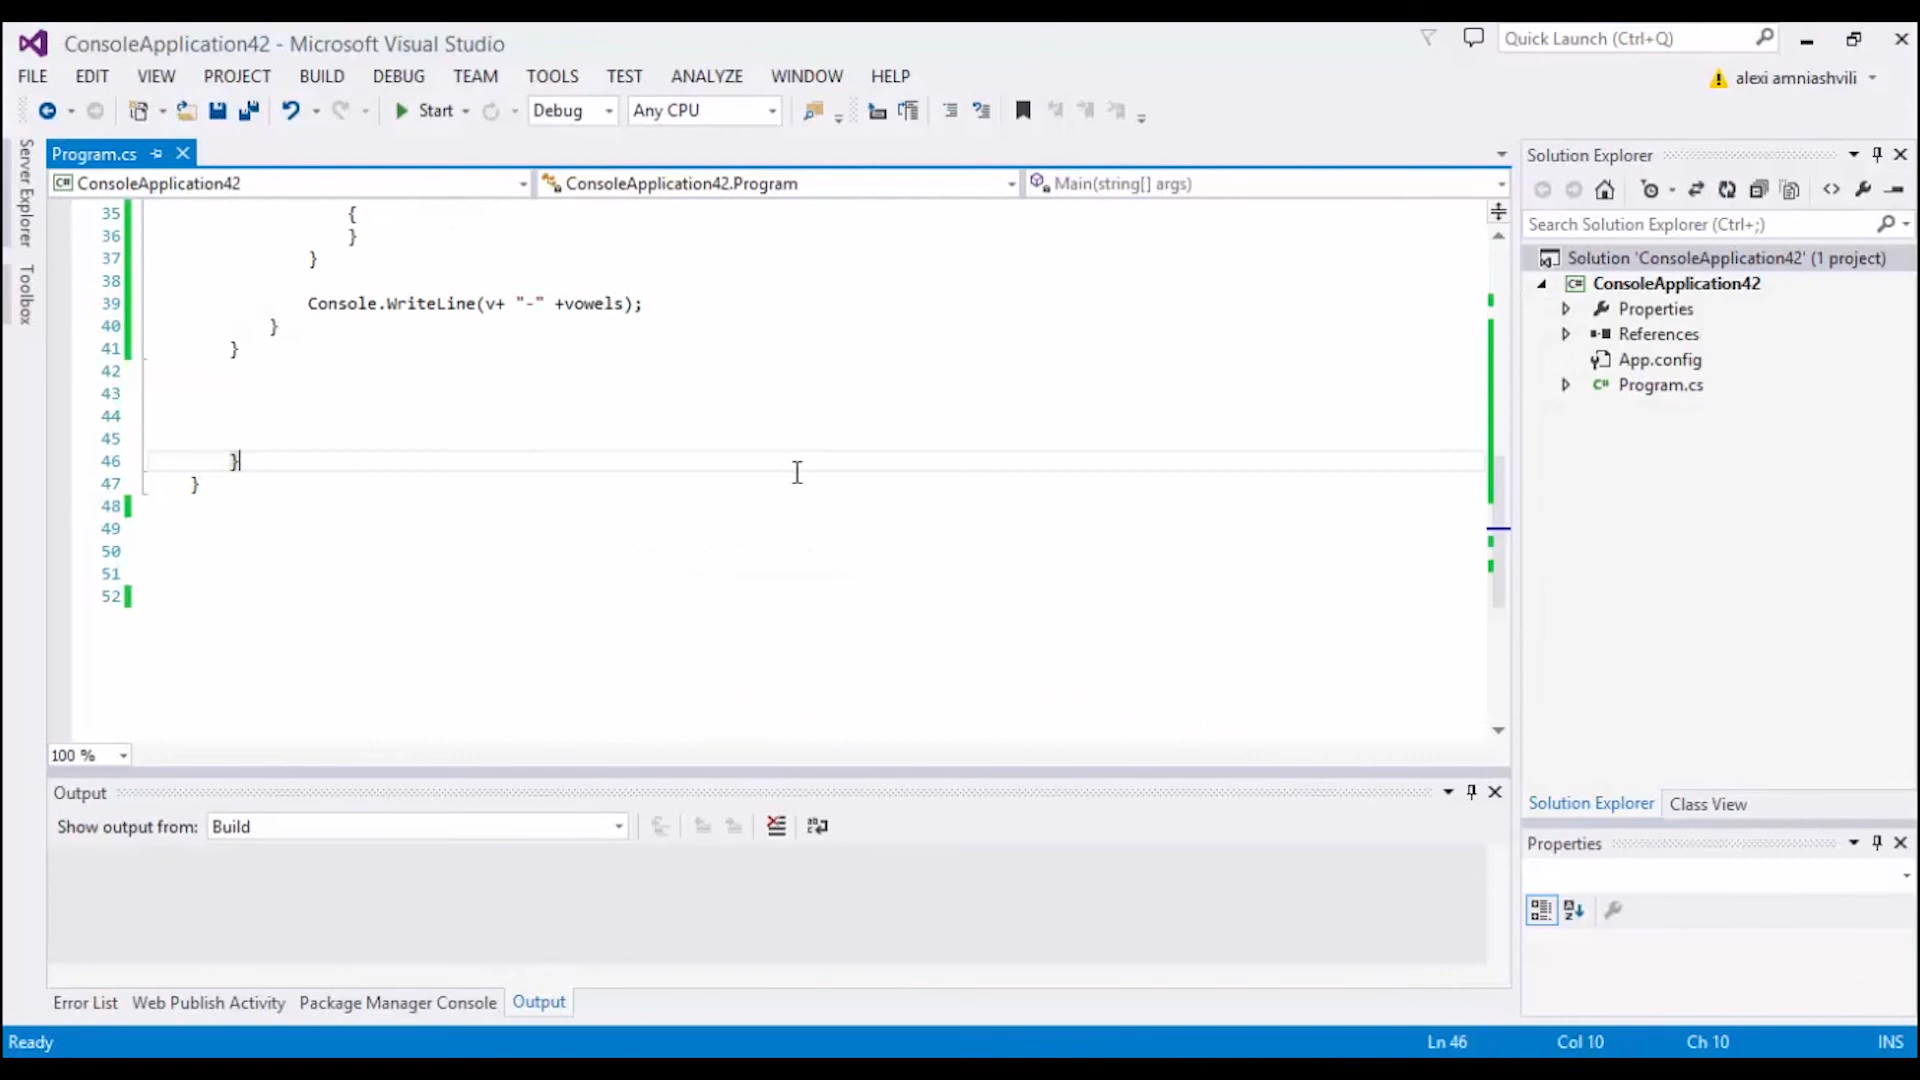 ConsoleApplication42 - Microsoft Visual Studio
Quick Launch (Ctrl+Q)
FILE EDIT VIEW PROJECT BUILD DEBUG TEAM TOOLS TEST ANALYZE WINDOW HELP
alexi amniashvili
Start Debug Any CPU
Server Explorer
Toolbox
Program.cs
ConsoleApplication42 ConsoleApplication42.Program Main(string[] args)
35 {
36 }
37 }
38
39 Console.WriteLine(v+ "-" +vowels);
40 }
41 }
42
43
44
45
46 }
47 }
48
49
50
51
52
100 %
Output
Show output from: Build
Error List Web Publish Activity Package Manager Console Output
Solution Explorer
Search Solution Explorer (Ctrl+;)
Solution 'ConsoleApplication42' (1 project)
C# ConsoleApplication42
Properties
References
App.config
C# Program.cs
Solution Explorer Class View
Properties
Ready Ln 46 Col 10 Ch 10 INS